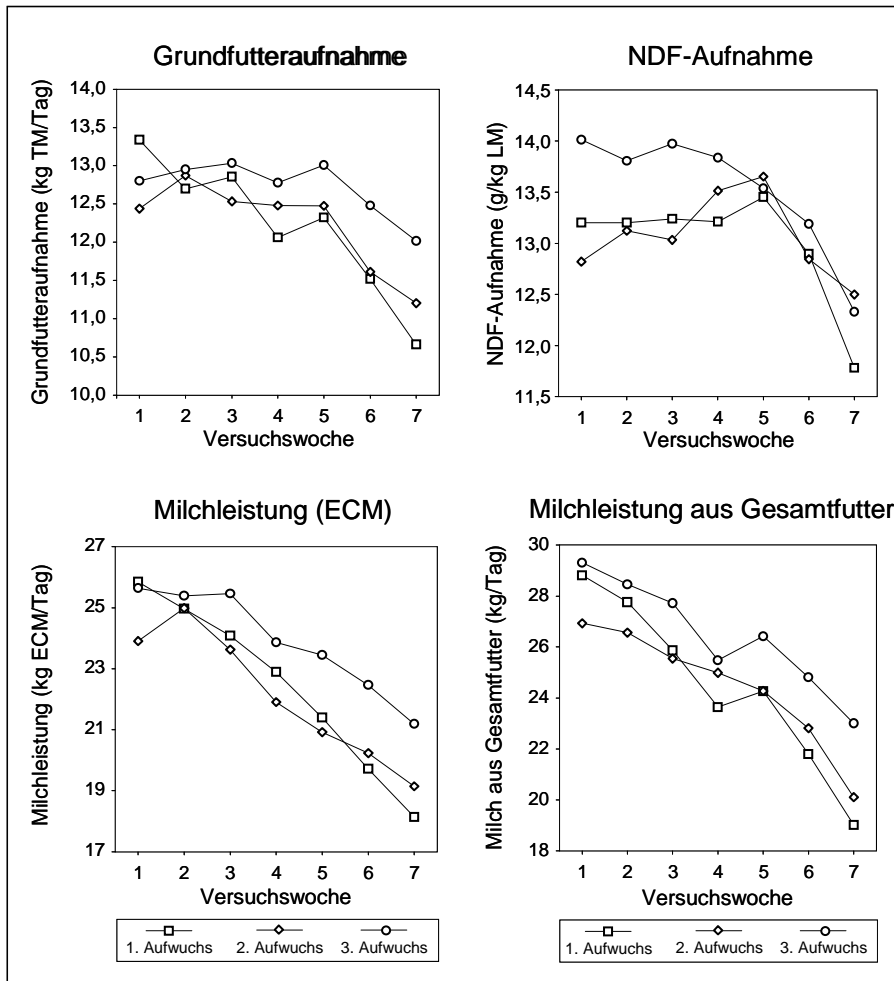 Grundfutteraufnahme
Grundfutteraufnahme (kg TM/Tag)
14,0
13,5
13,0
12,5
12,0
11,5
11,0
10,5
10,0
1 2 3 4 5 6 7
Versuchswoche
NDF-Aufnahme
NDF-Aufnahme (g/kg LM)
14,5
14,0
13,5
13,0
12,5
12,0
11,5
1 2 3 4 5 6 7
Versuchswoche
Milchleistung (ECM)
Milchleistung (kg ECM/Tag)
27
25
23
21
19
17
1 2 3 4 5 6 7
Versuchswoche
1. Aufwuchs 2. Aufwuchs 3. Aufwuchs
Milchleistung aus Gesamtfutter
Milch aus Gesamtfutter (kg/Tag)
30
28
26
24
22
20
18
1 2 3 4 5 6 7
Versuchswoche
1. Aufwuchs 2. Aufwuchs 3. Aufwuchs